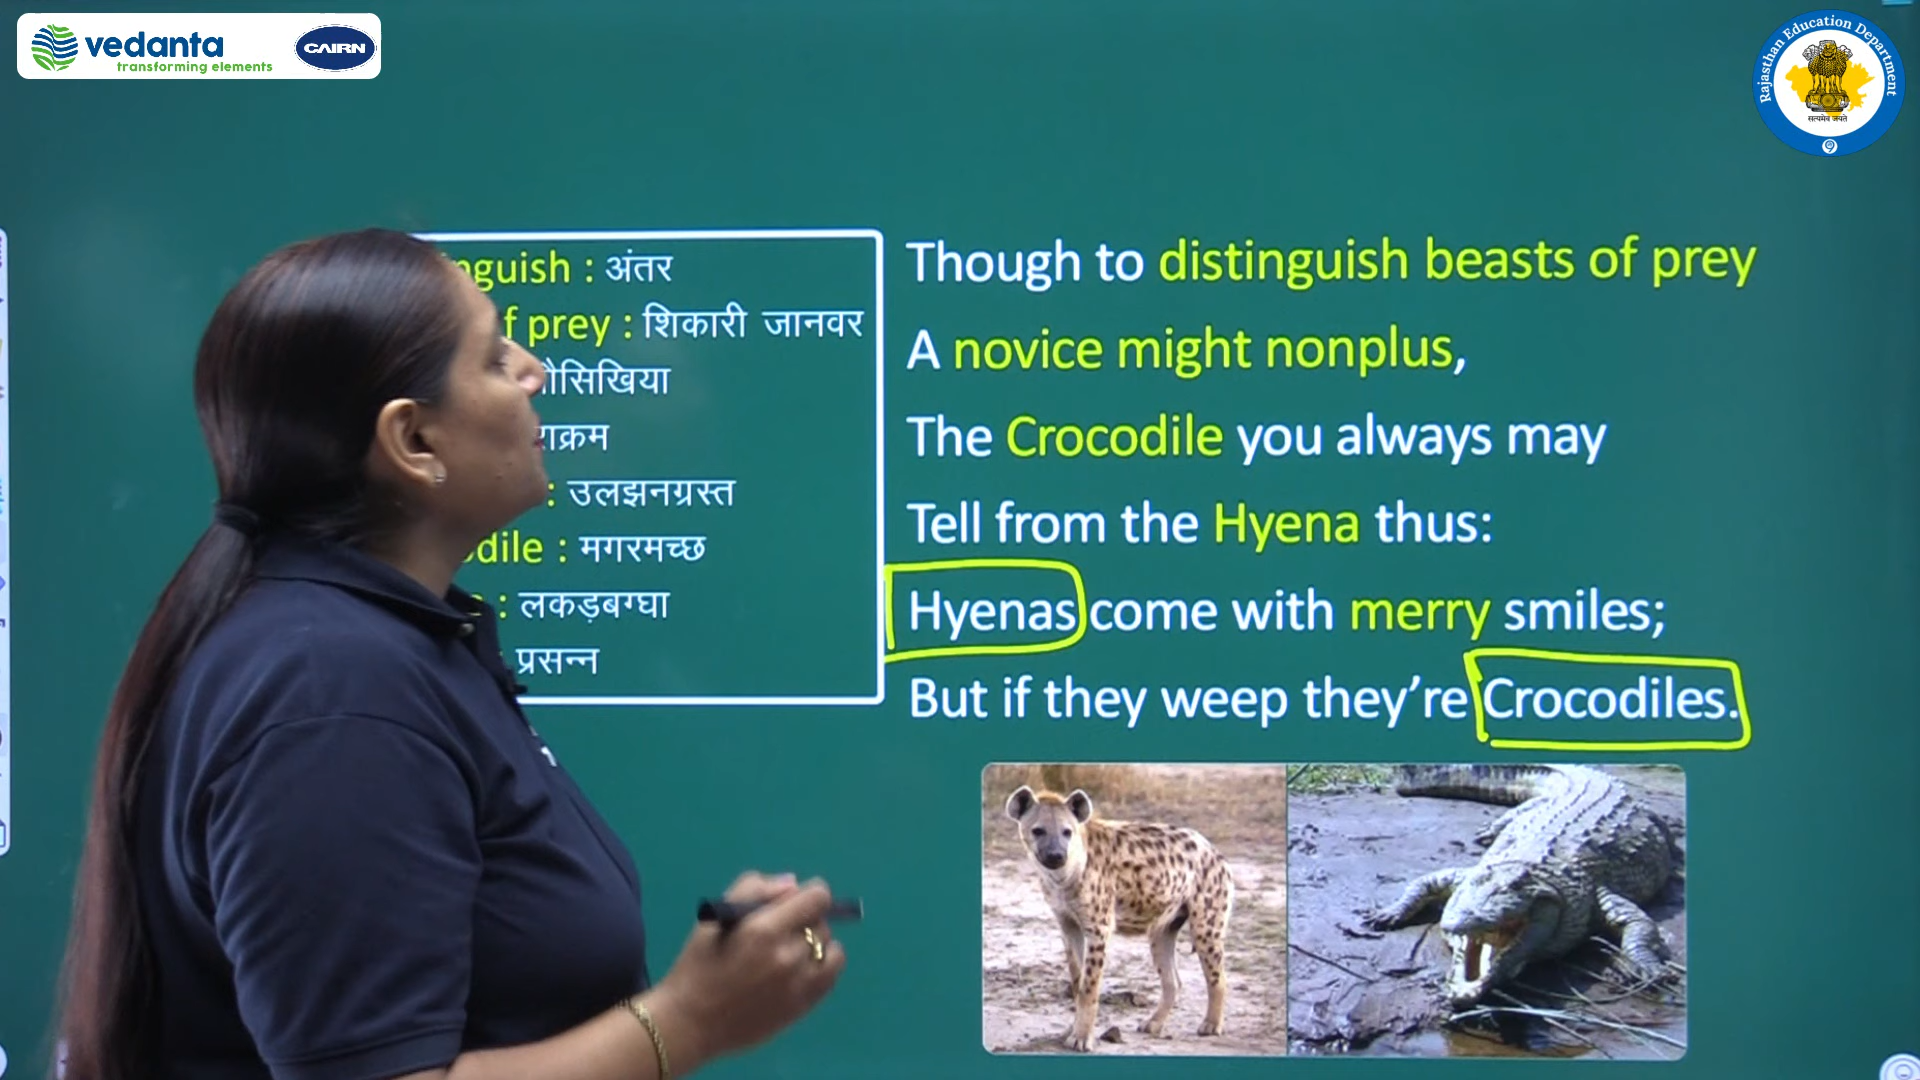 vedanta
transforming elements
CAIRN
Rajasthan Education Department
सत्यमेव जयते
nguish : अंतर
f prey : शिकारी जानवर
ौसिखिया
राक्रम
: उलझनग्रस्त
odile : मगरमच्छ
: लकड़बग्घा
: प्रसन्न
Though to distinguish beasts of prey
A novice might nonplus,
The Crocodile you always may
Tell from the Hyena thus:
Hyenas come with merry smiles;
But if they weep they’re Crocodiles.